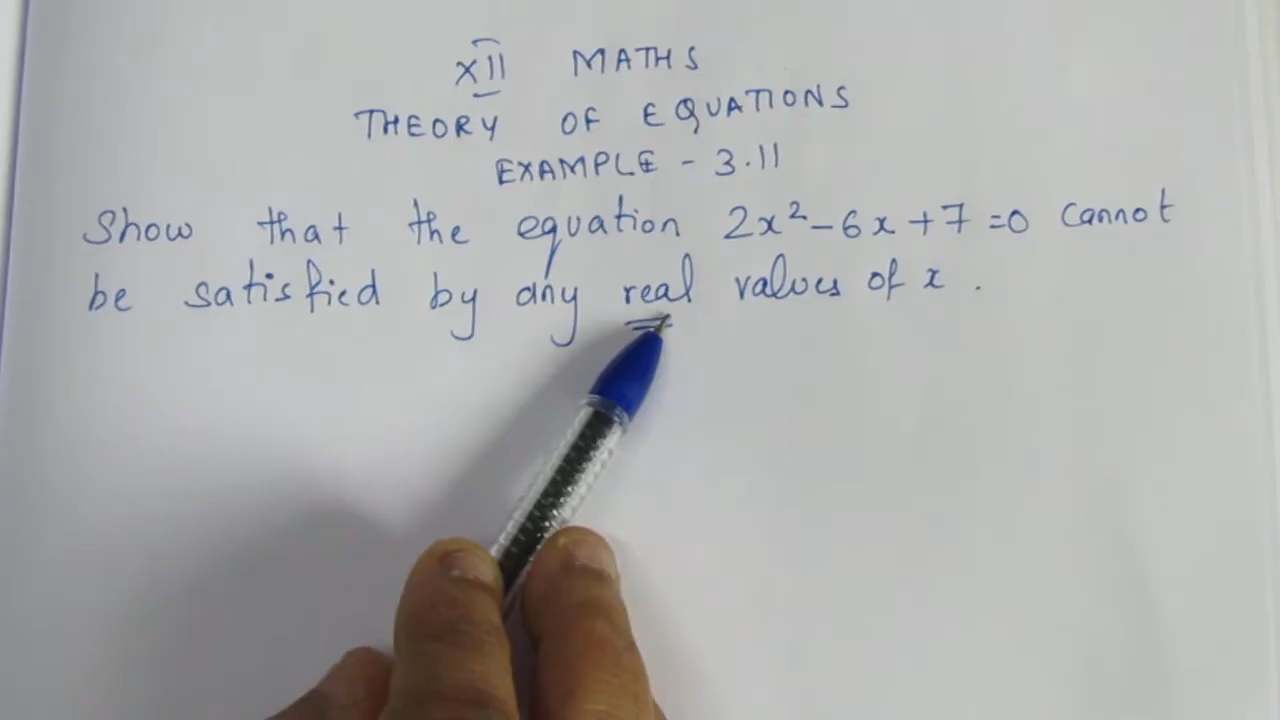 XII MATHS
THEORY OF EQUATIONS
EXAMPLE - 3.11
Show that the equation 2x² - 6x + 7 = 0 cannot
be satisfied by any real values of x .